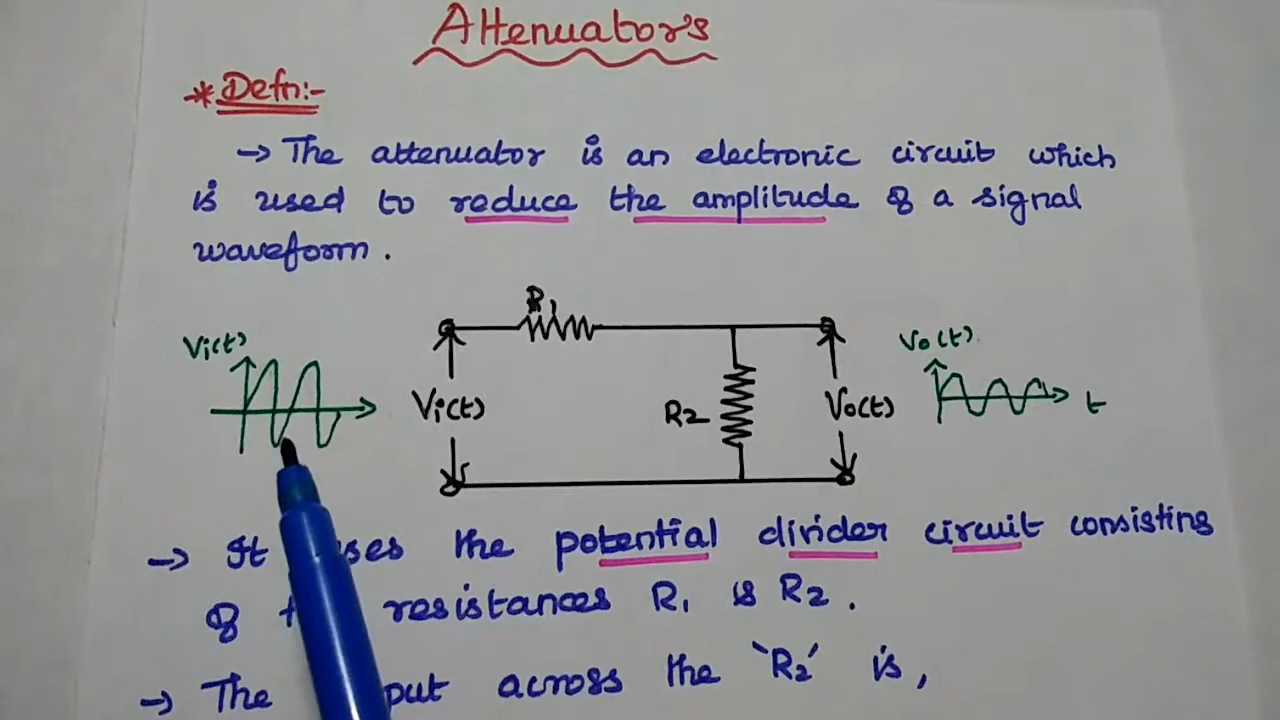 Attenuator's
* Defn:-
→ The attenuator is an electronic circuit which
is used to reduce the amplitude of a signal
waveform.
R1
Vi(t)
Vi(t)
R2
Vo(t)
Vo(t)
t
→ It uses the potential divider circuit consisting
of resistances R1 is R2.
→ The across the 'R2' is,